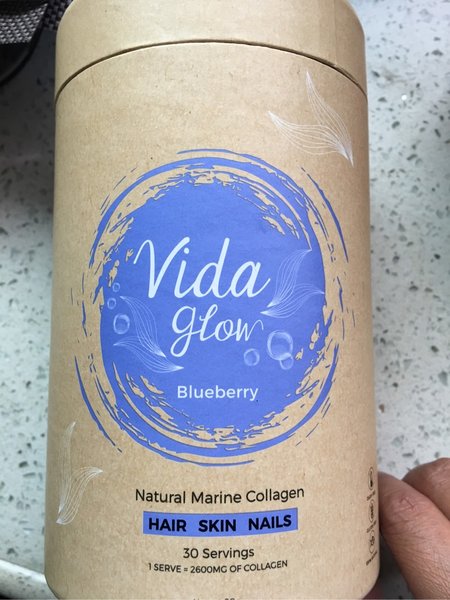 Vida
Glow
Blueberry
Natural Marine Collagen
HAIR SKIN NAILS
30 Servings
1 SERVE = 2600MG OF COLLAGEN